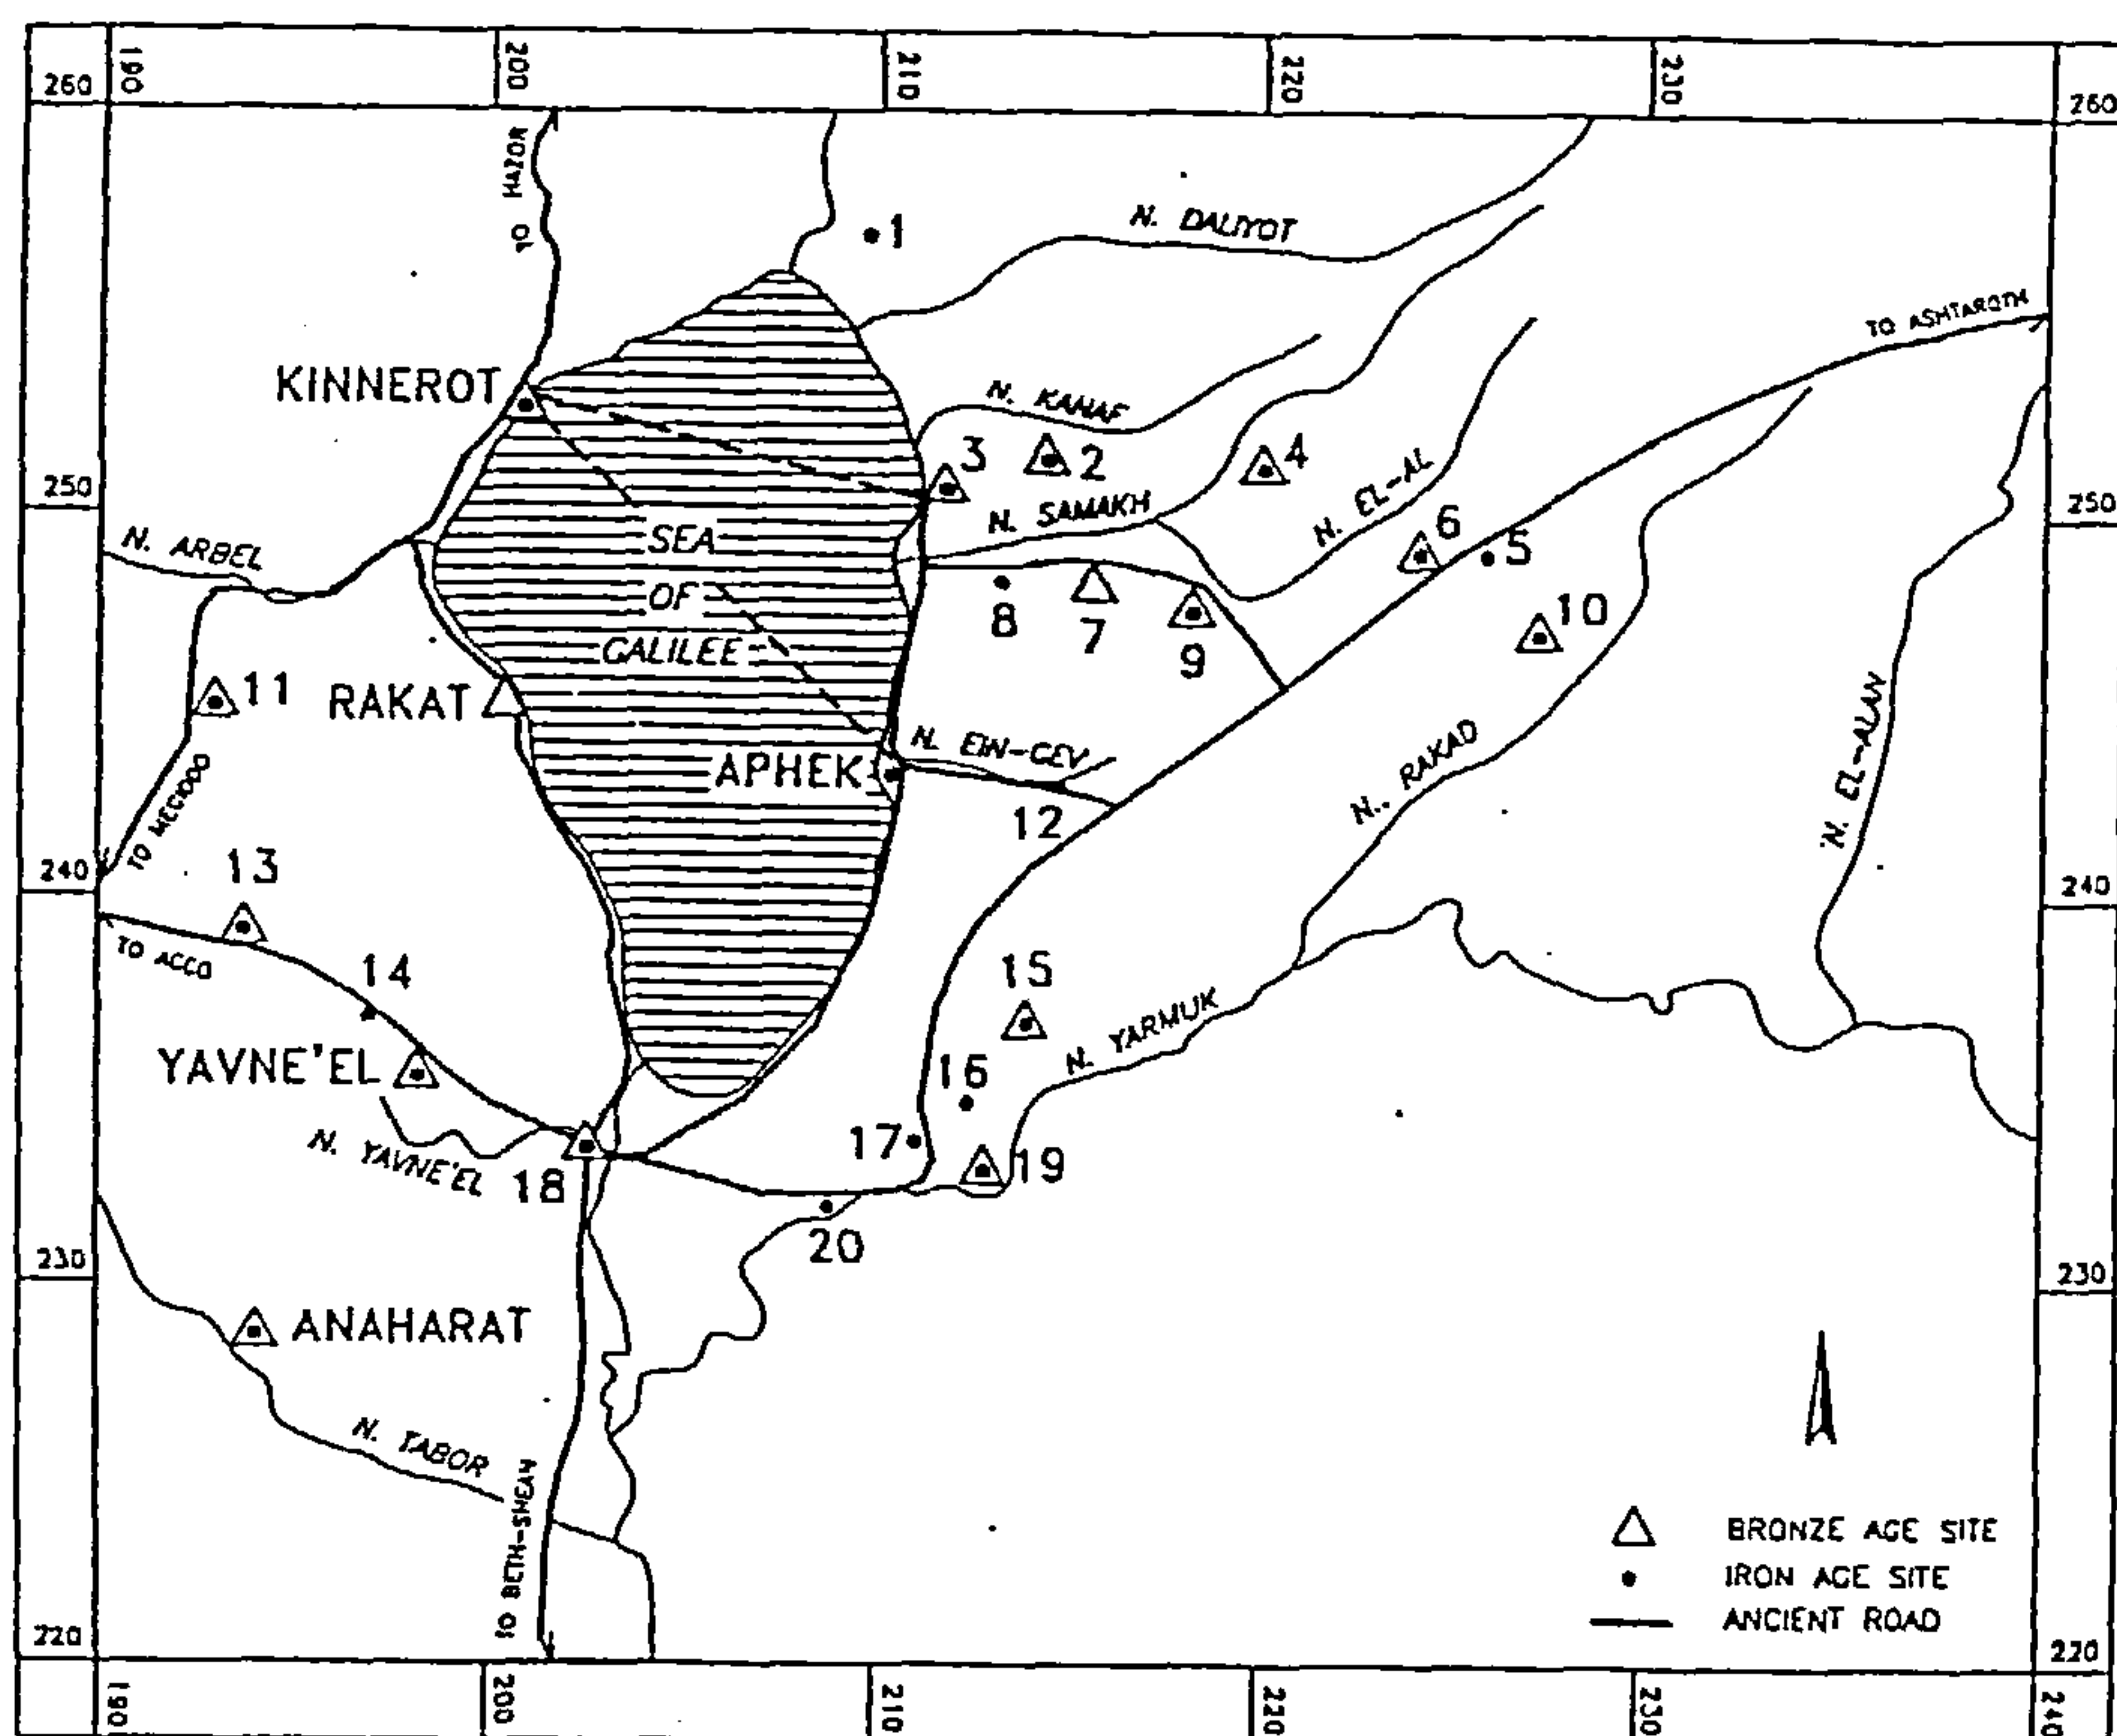 190
200
210
220
230
260
260
TO HAZOR
1
N. DALIYOT
TO ASHTAROTH
KINNEROT
N. KANAF
3
2
4
250
250
N. SAMAKH
N. EL-AL
6
5
N. ARBEL
SEA
OF
GALILEE
8
7
9
10
11
RAKAT
N. EIN-GEV
APHEK
12
N. RAKAD
N. EL-ALAN
TO MEGIDDO
240
240
13
TO ACCO
14
15
N. YARMUK
YAVNE'EL
16
17
N. YAVNE'EL
18
19
20
230
230
ANAHARAT
N. TABOR
TO BETH-SHEAN
BRONZE AGE SITE
IRON AGE SITE
ANCIENT ROAD
220
220
190
200
210
220
230
240